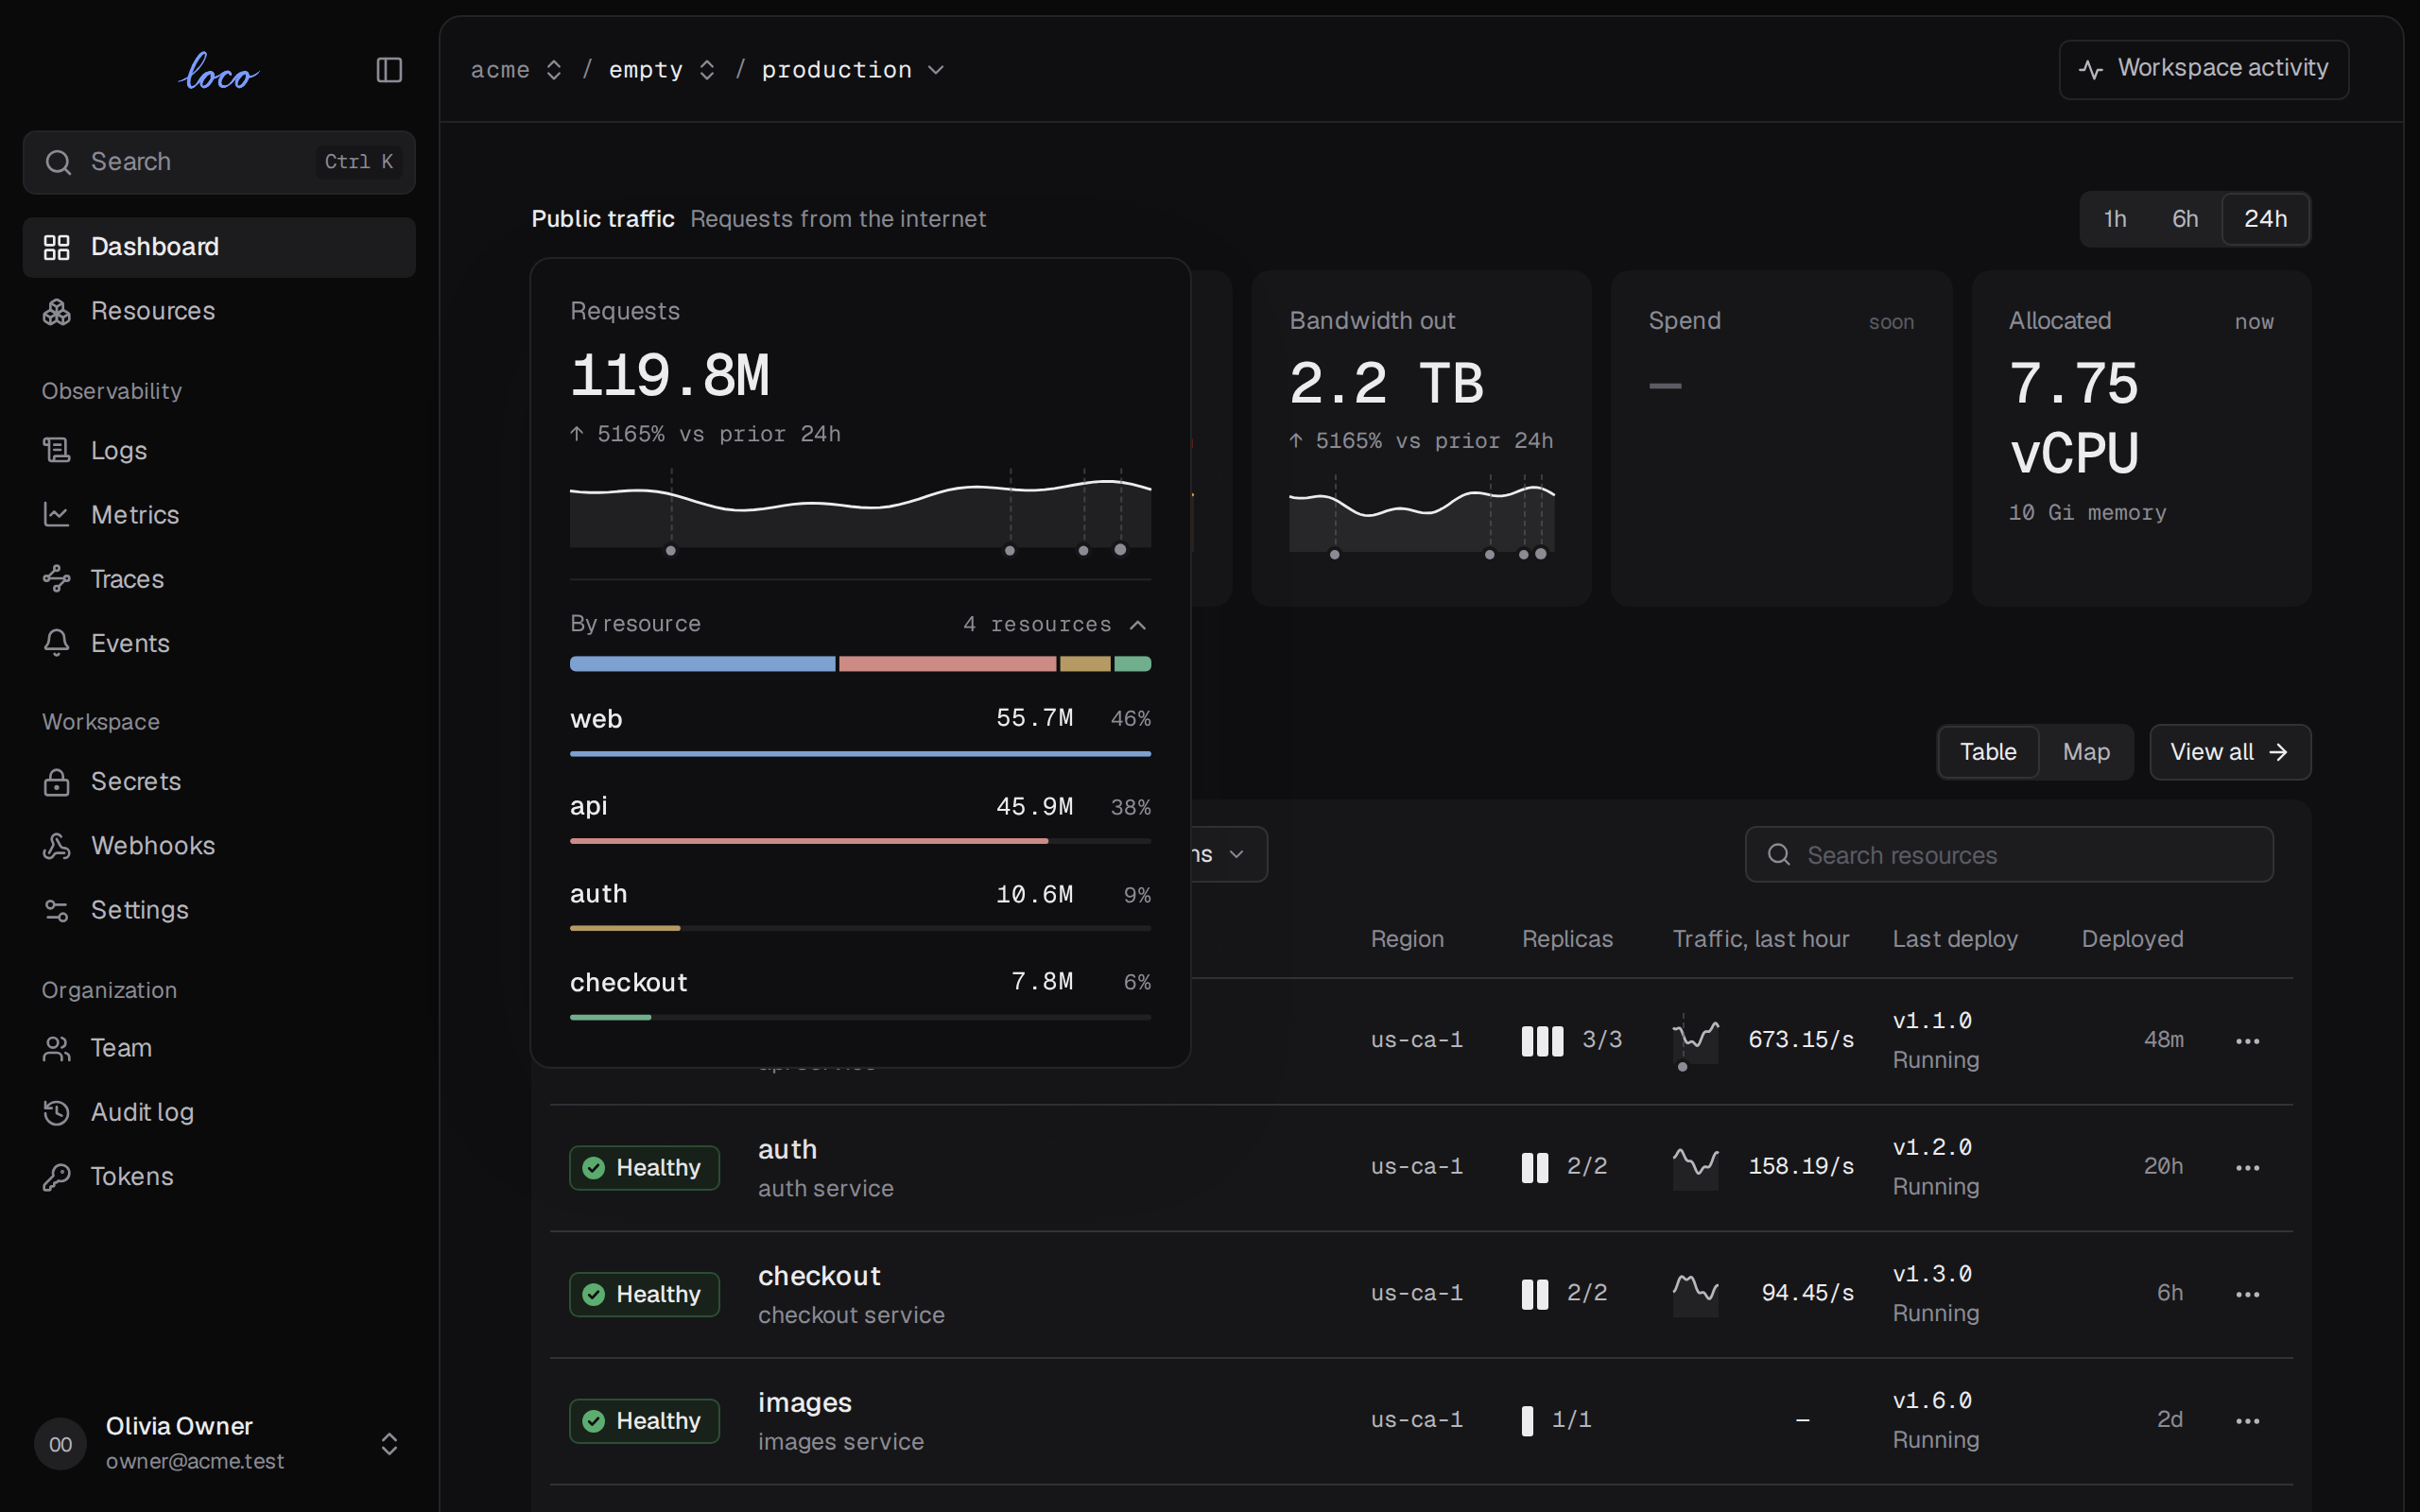 loco
acme / empty / production
Workspace activity
Search
Ctrl K
Dashboard
Resources
Observability
Logs
Metrics
Traces
Events
Workspace
Secrets
Webhooks
Settings
Organization
Team
Audit log
Tokens
OO
Olivia Owner
owner@acme.test
Public traffic Requests from the internet
1h 6h 24h
Requests
119.8M
↑ 5165% vs prior 24h
By resource 4 resources
web 55.7M 46%
api 45.9M 38%
auth 10.6M 9%
checkout 7.8M 6%
Bandwidth out
2.2 TB
↑ 5165% vs prior 24h
Spend soon
—
Allocated now
7.75
vCPU
10 Gi memory
Table Map View all →
Search resources
Region Replicas Traffic, last hour Last deploy Deployed
us-ca-1 3/3 673.15/s v1.1.0 48m
Running
Healthy auth us-ca-1 2/2 158.19/s v1.2.0 20h
auth service Running
Healthy checkout us-ca-1 2/2 94.45/s v1.3.0 6h
checkout service Running
Healthy images us-ca-1 1/1 – v1.6.0 2d
images service Running